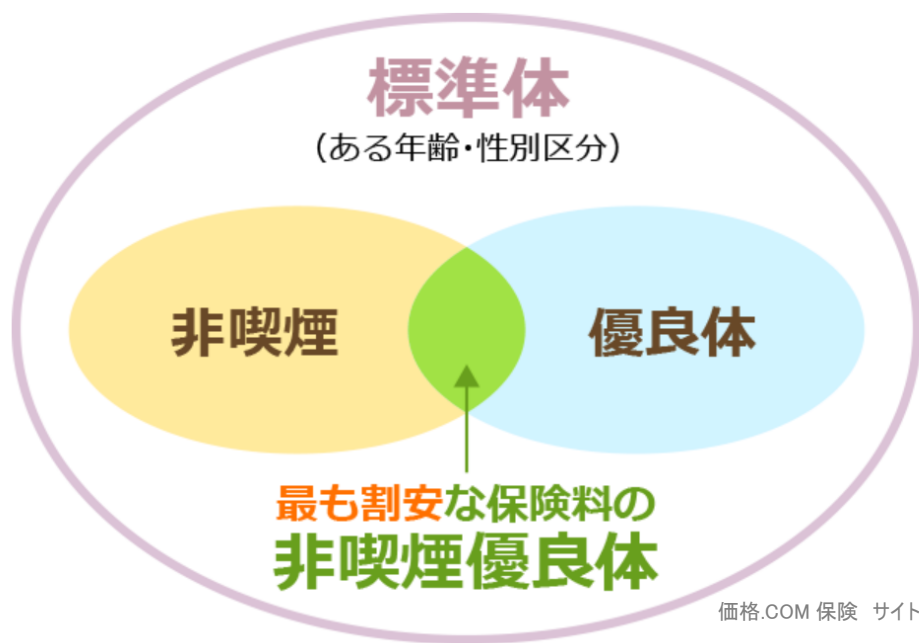 標準体
（ある年齢・性別区分）
非喫煙
優良体
最も割安な保険料の
非喫煙優良体
価格.COM 保険　サイト